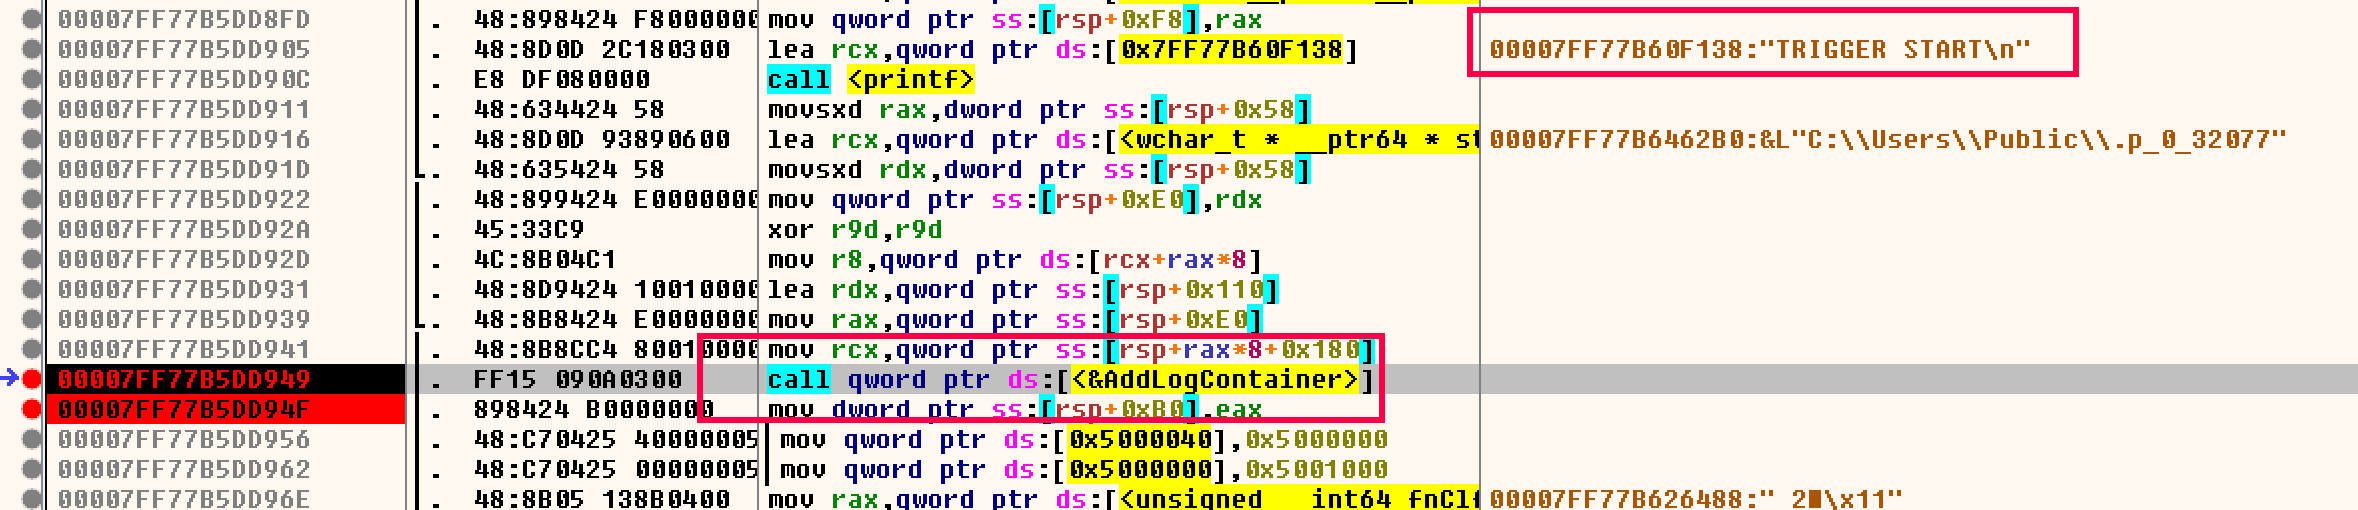 00007FF77B5DD8FD . 48:898424 F8000000 mov qword ptr ss:[rsp+0xF8],rax
00007FF77B5DD905 . 48:8D0D 2C180300 lea rcx,qword ptr ds:[0x7FF77B60F138] 00007FF77B60F138:"TRIGGER START\n"
00007FF77B5DD90C . E8 DF080000 call <printf>
00007FF77B5DD911 . 48:634424 58 movsxd rax,dword ptr ss:[rsp+0x58]
00007FF77B5DD916 . 48:8D0D 93890600 lea rcx,qword ptr ds:[<wchar_t * __ptr64 * st 00007FF77B6462B0:&L"C:\\Users\\Public\\.p_0_32077"
00007FF77B5DD91D . 48:635424 58 movsxd rdx,dword ptr ss:[rsp+0x58]
00007FF77B5DD922 . 48:899424 E0000000 mov qword ptr ss:[rsp+0xE0],rdx
00007FF77B5DD92A . 45:33C9 xor r9d,r9d
00007FF77B5DD92D . 4C:8B04C1 mov r8,qword ptr ds:[rcx+rax*8]
00007FF77B5DD931 . 48:8D9424 10010000 lea rdx,qword ptr ss:[rsp+0x110]
00007FF77B5DD939 . 48:8B8424 E0000000 mov rax,qword ptr ss:[rsp+0xE0]
00007FF77B5DD941 . 48:8B8CC4 80010000 mov rcx,qword ptr ss:[rsp+rax*8+0x180]
00007FF77B5DD949 . FF15 090A0300 call qword ptr ds:[<&AddLogContainer>]
00007FF77B5DD94F . 898424 B0000000 mov dword ptr ss:[rsp+0xB0],eax
00007FF77B5DD956 . 48:C70425 40000005 mov qword ptr ds:[0x5000040],0x5000000
00007FF77B5DD962 . 48:C70425 00000005 mov qword ptr ds:[0x5000000],0x5001000
00007FF77B5DD96E . 48:8B05 138B0400 mov rax,qword ptr ds:[<unsigned __int64 fnCl 00007FF77B626488:" 2■\x11"